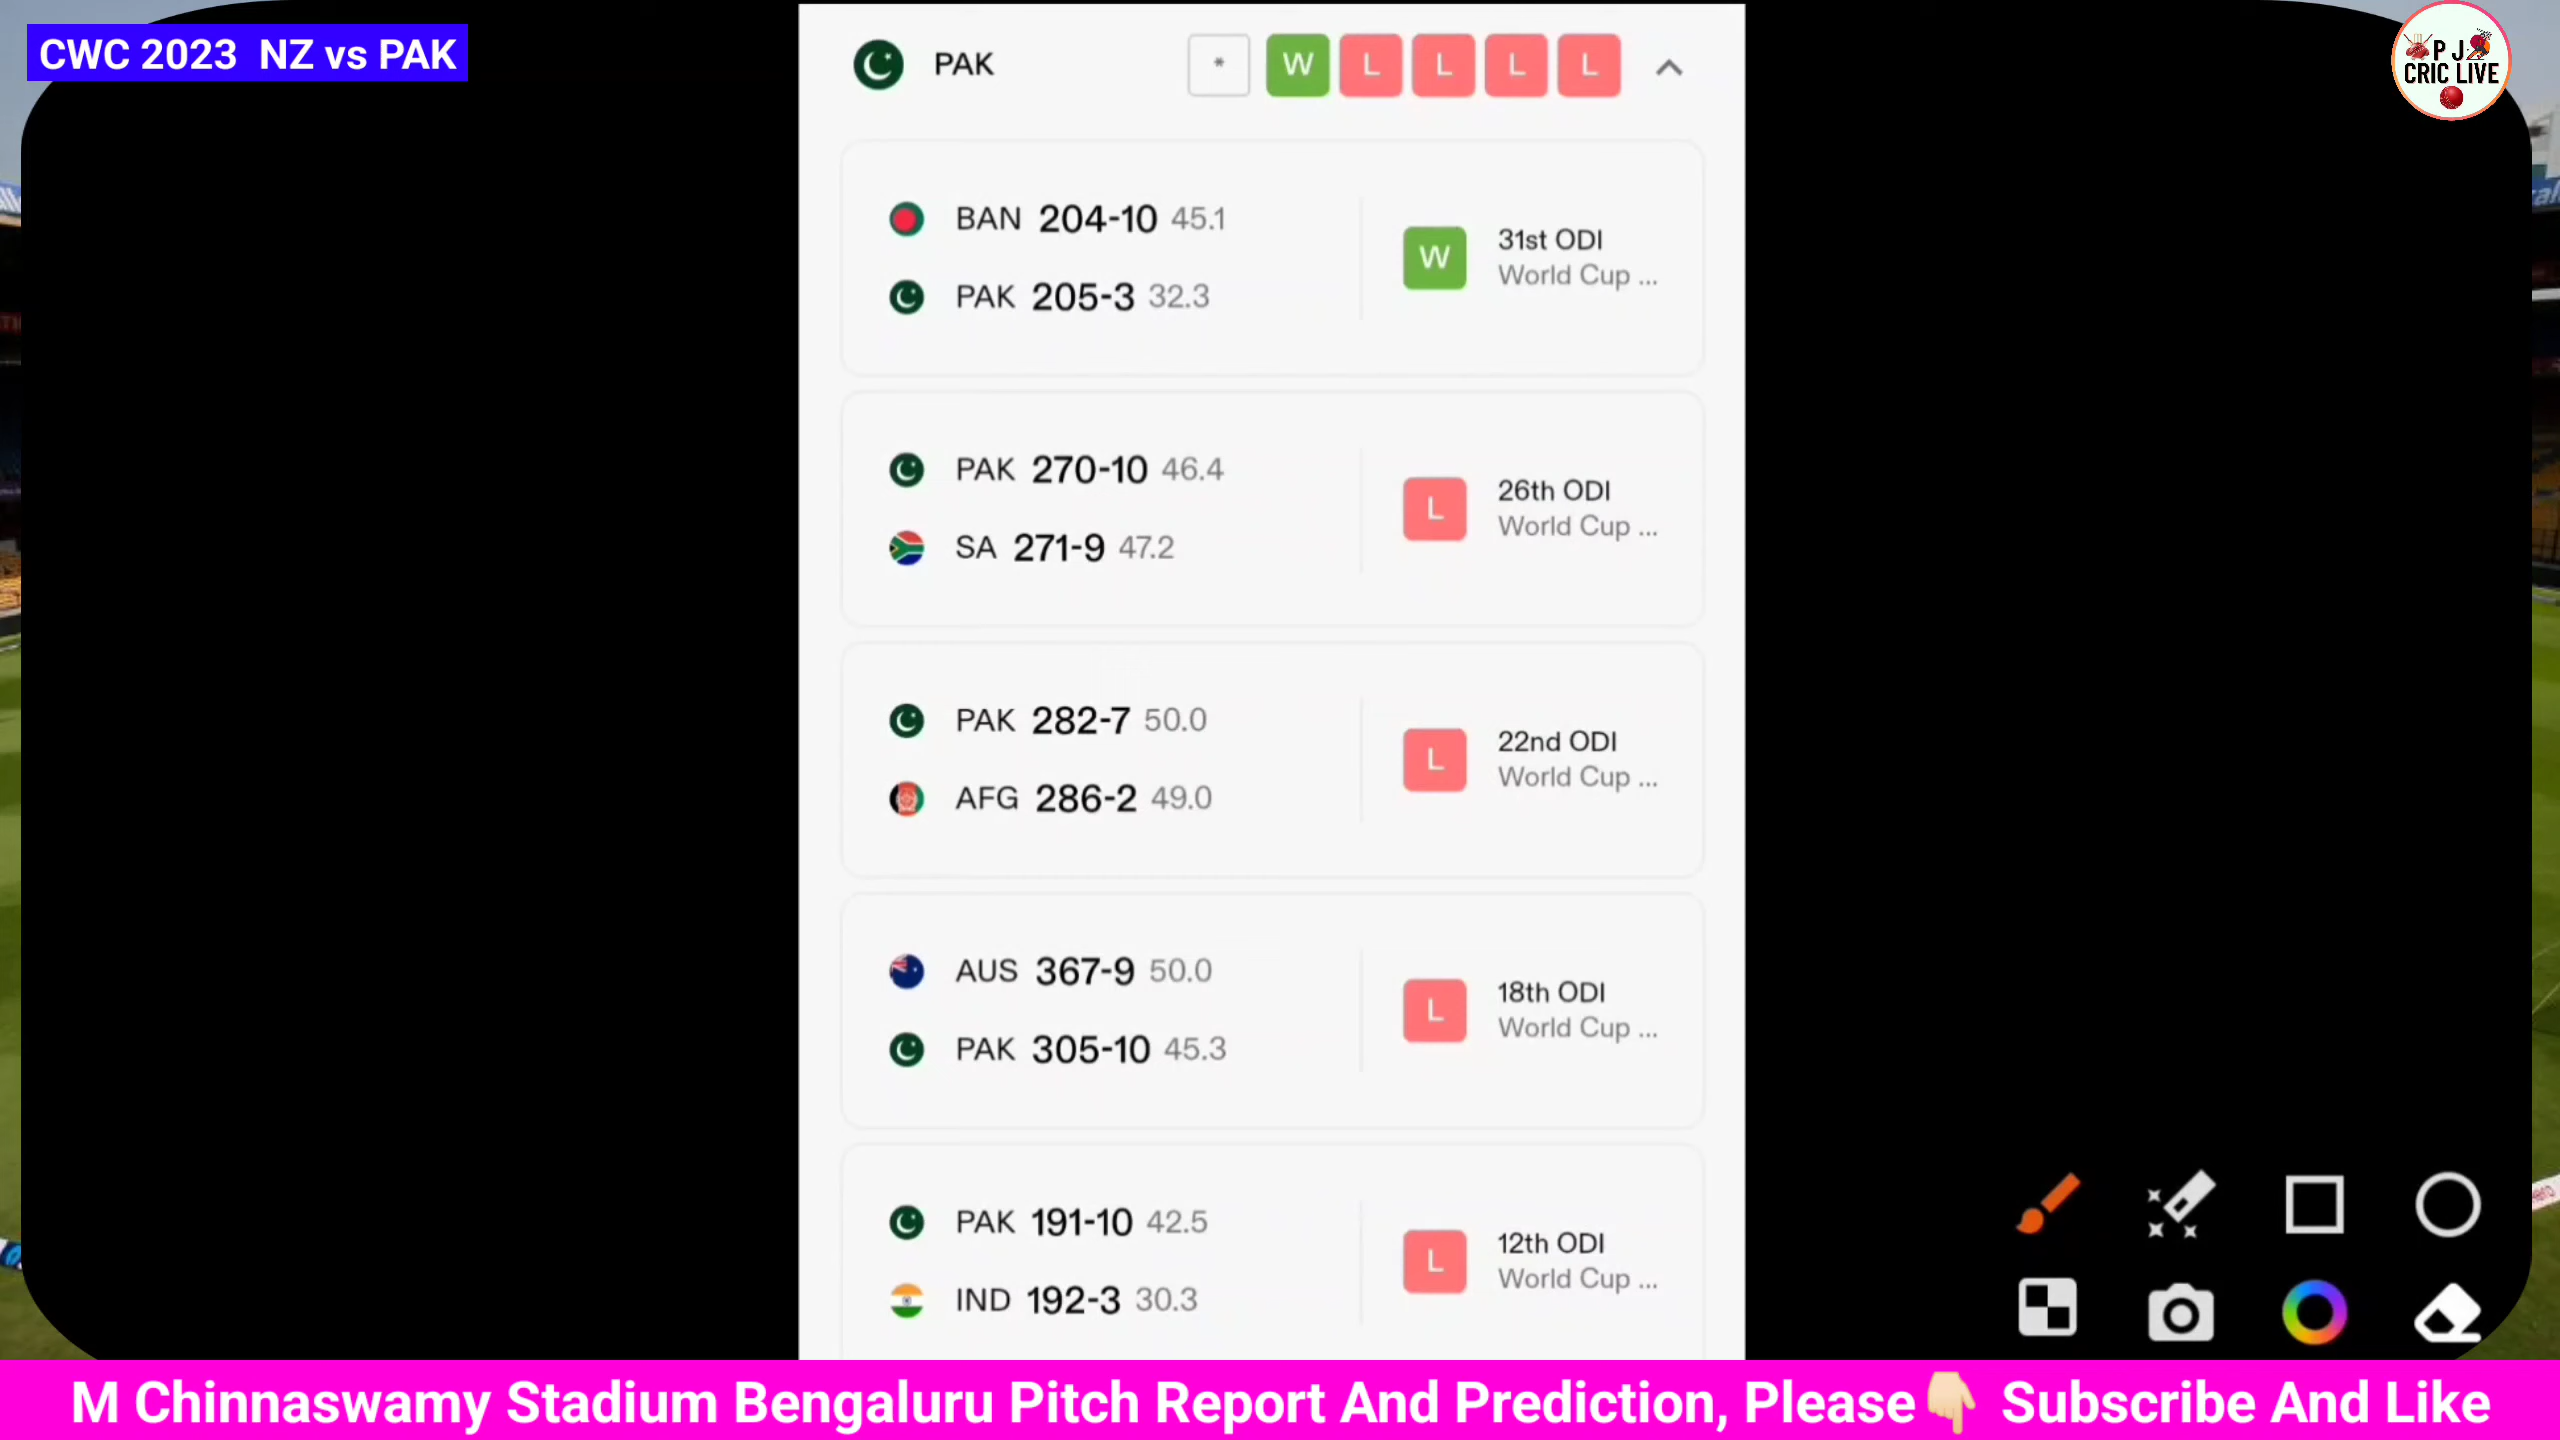 CWC 2023 NZ vs PAK
PAK * W L L L L
P J
CRIC LIVE
BAN 204-10 45.1
PAK 205-3 32.3
W
31st ODI
World Cup ...
PAK 270-10 46.4
SA 271-9 47.2
L
26th ODI
World Cup ...
PAK 282-7 50.0
AFG 286-2 49.0
L
22nd ODI
World Cup ...
AUS 367-9 50.0
PAK 305-10 45.3
L
18th ODI
World Cup ...
PAK 191-10 42.5
IND 192-3 30.3
L
12th ODI
World Cup ...
M Chinnaswamy Stadium Bengaluru Pitch Report And Prediction, Please👇🏼 Subscribe And Like